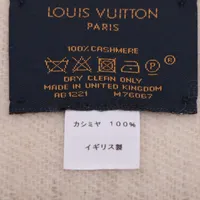 LOUIS VUITTON
PARIS
100% CASHMERE
DRY CLEAN ONLY
MADE IN UNITED KINGDOM
AG1221 M76067
カシミヤ 100%
イギリス製